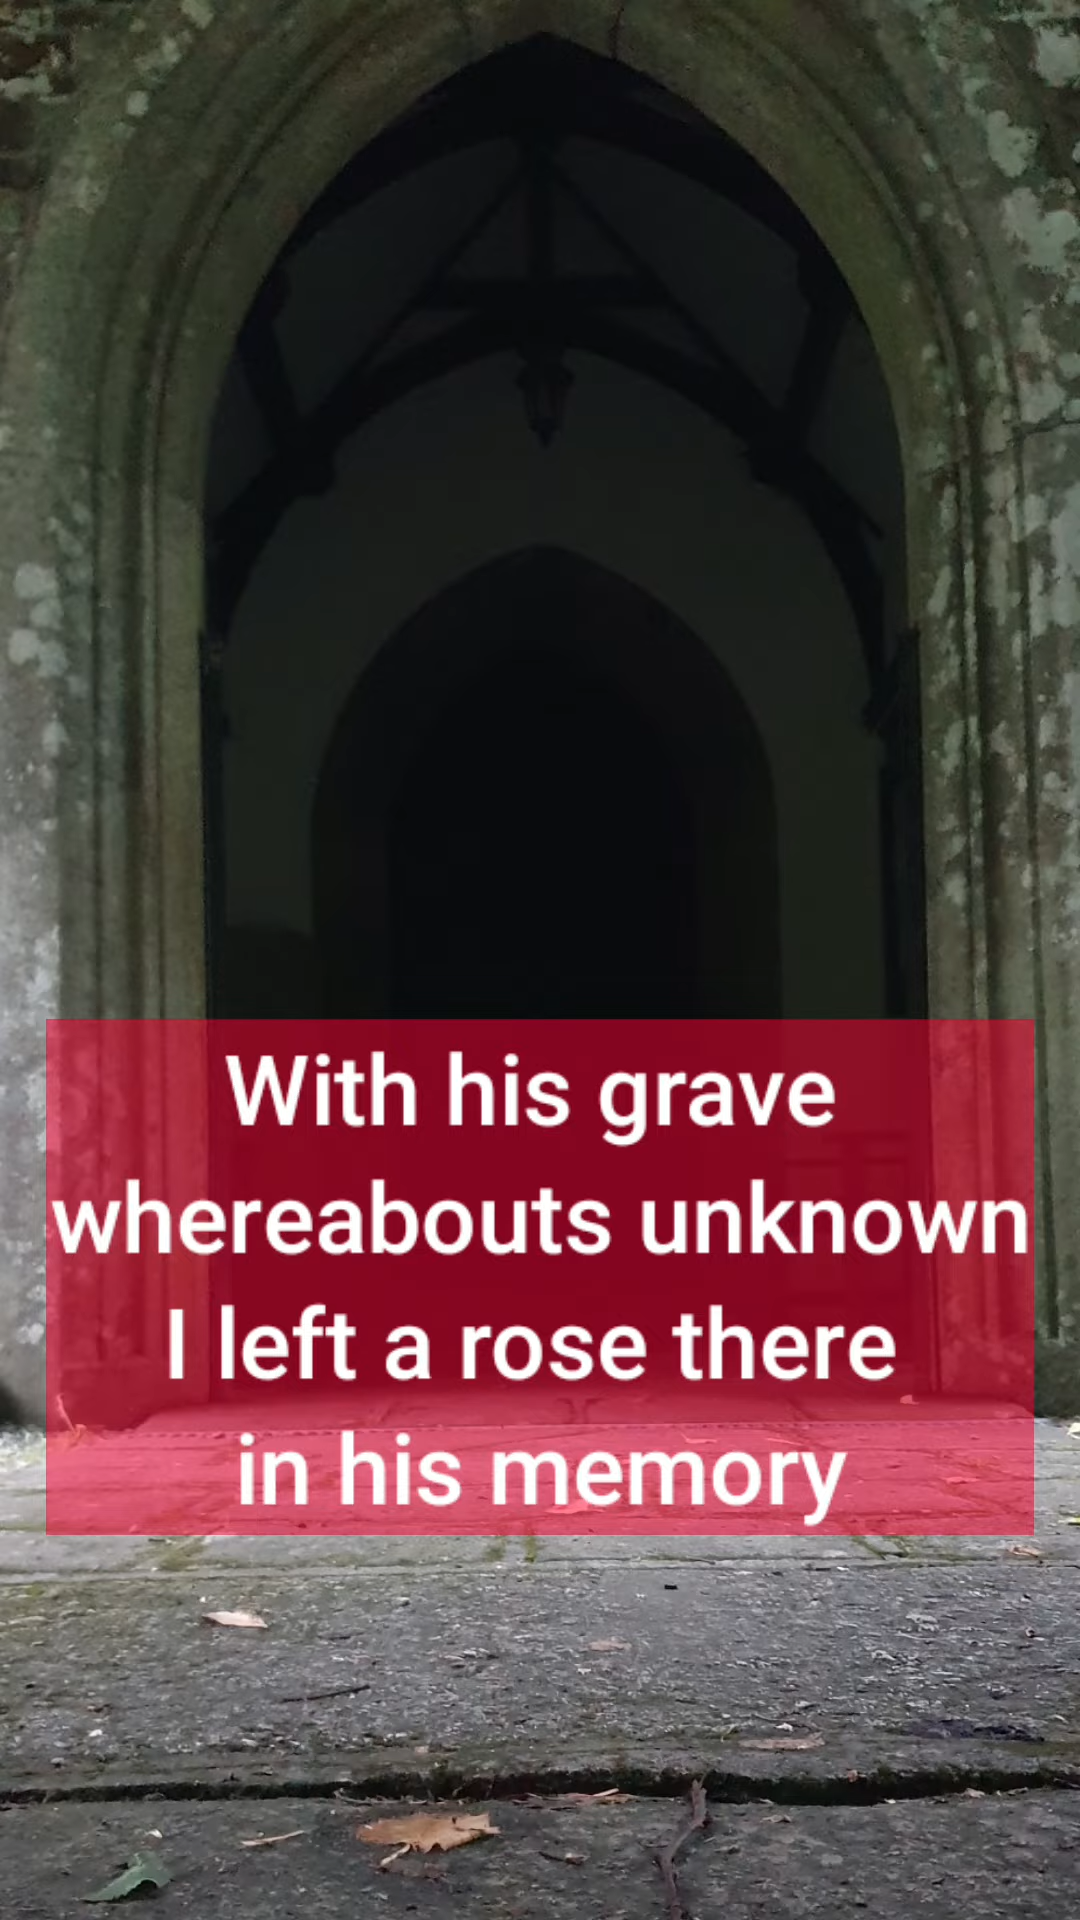 With his grave
whereabouts unknown
I left a rose there
in his memory